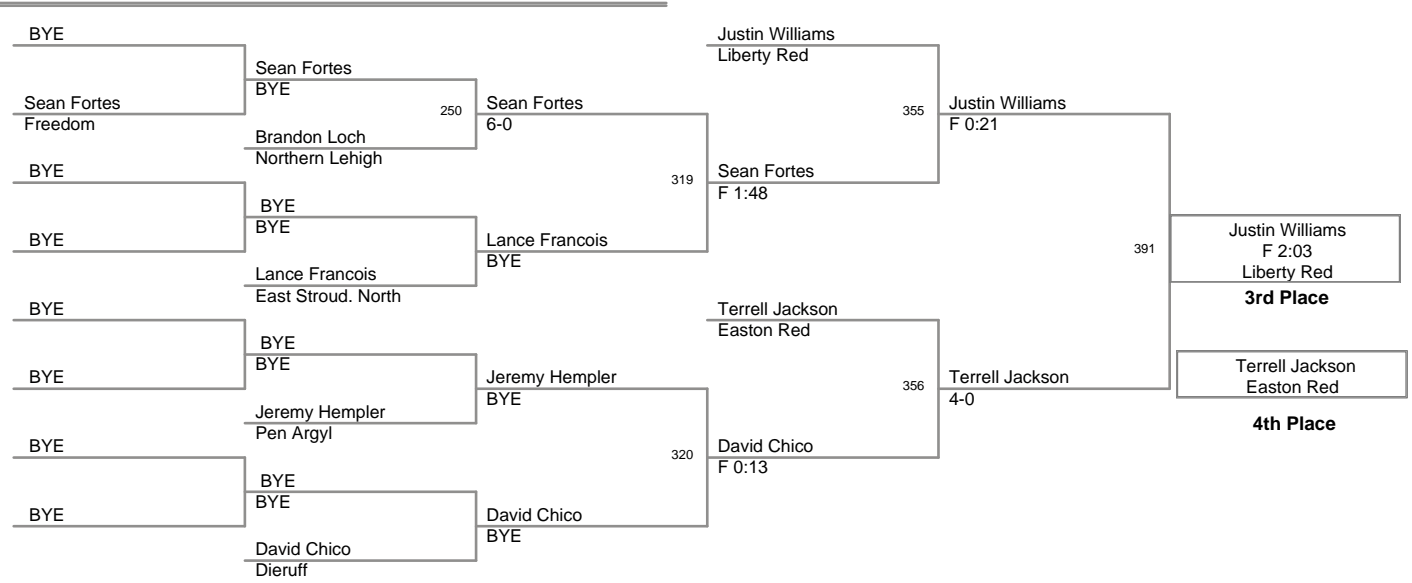 BYE
Sean Fortes
Freedom
BYE
BYE
BYE
BYE
BYE
BYE
Sean Fortes
BYE
250
Brandon Loch
Northern Lehigh
BYE
BYE
Lance Francois
East Stroud. North
BYE
BYE
Jeremy Hempler
Pen Argyl
BYE
BYE
David Chico
Dieruff
Sean Fortes
6-0
319
Lance Francois
BYE
Jeremy Hempler
BYE
320
David Chico
BYE
Justin Williams
Liberty Red
355
Sean Fortes
F 1:48
Terrell Jackson
Easton Red
356
David Chico
F 0:13
Justin Williams
F 0:21
391
Terrell Jackson
4-0
Justin Williams
F 2:03
Liberty Red
3rd Place
Terrell Jackson
Easton Red
4th Place